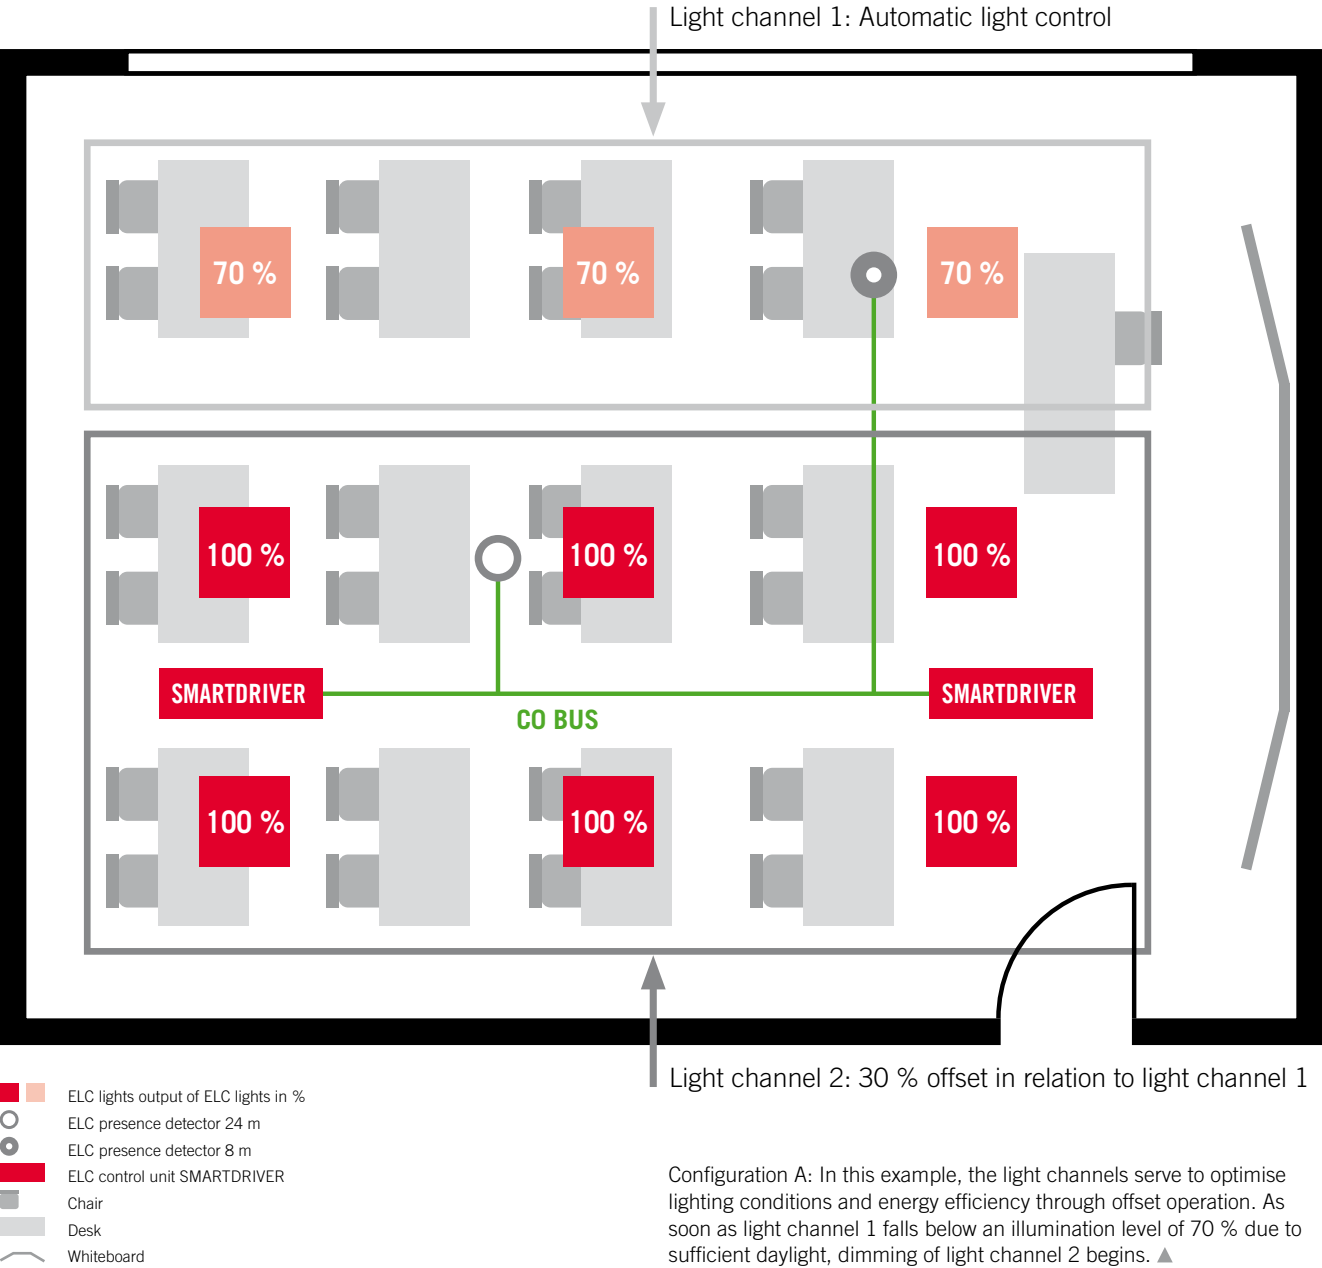 Light channel 1: Automatic light control
70 %
70 %
70 %
100 %
100 %
100 %
SMARTDRIVER
SMARTDRIVER
CO BUS
100 %
100 %
100 %
Light channel 2: 30 % offset in relation to light channel 1
ELC lights output of ELC lights in %
ELC presence detector 24 m
ELC presence detector 8 m
ELC control unit SMARTDRIVER
Chair
Desk
Whiteboard
Configuration A: In this example, the light channels serve to optimise
lighting conditions and energy efficiency through offset operation. As
soon as light channel 1 falls below an illumination level of 70 % due to
sufficient daylight, dimming of light channel 2 begins. ▲